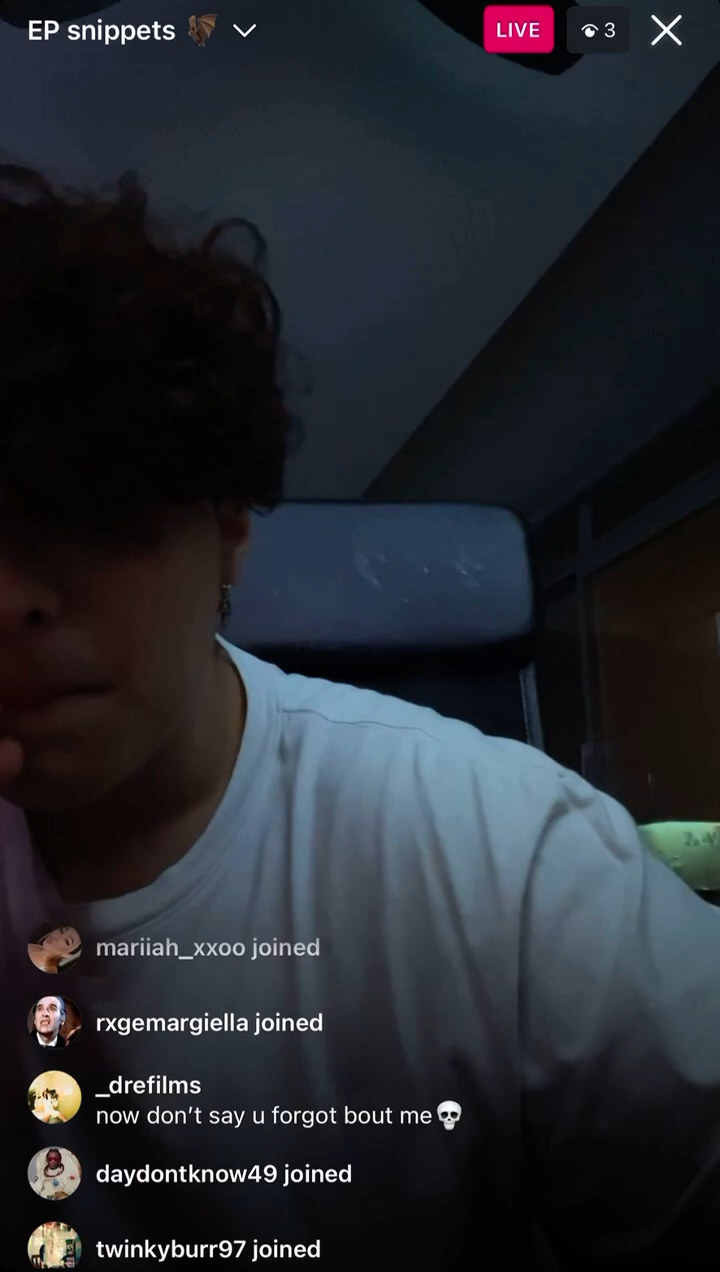 EP snippets 🦇
LIVE
3
mariiah_xxoo joined
rxgemargiella joined
_drefilms
now don’t say u forgot bout me💀
daydontknow49 joined
twinkyburr97 joined